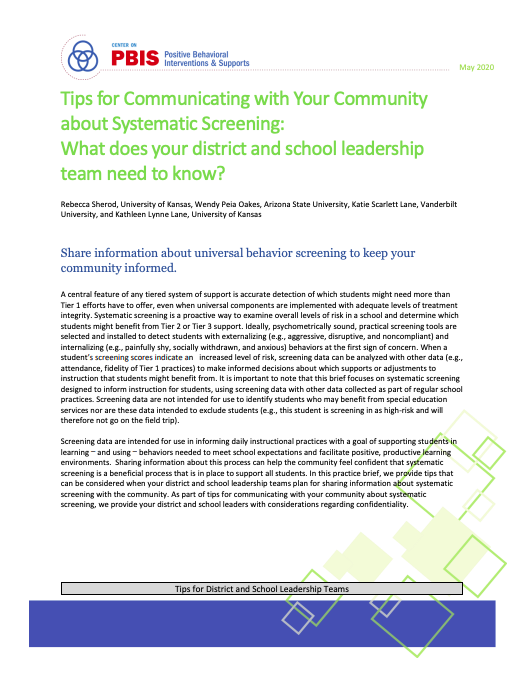 CENTER ON
PBIS
Positive Behavioral
Interventions & Supports
May 2020
Tips for Communicating with Your Community
about Systematic Screening:
What does your district and school leadership
team need to know?
Rebecca Sherod, University of Kansas, Wendy Peia Oakes, Arizona State University, Katie Scarlett Lane, Vanderbilt
University, and Kathleen Lynne Lane, University of Kansas
Share information about universal behavior screening to keep your
community informed.
A central feature of any tiered system of support is accurate detection of which students might need more than
Tier 1 efforts have to offer, even when universal components are implemented with adequate levels of treatment
integrity. Systematic screening is a proactive way to examine overall levels of risk in a school and determine which
students might benefit from Tier 2 or Tier 3 support. Ideally, psychometrically sound, practical screening tools are
selected and installed to detect students with externalizing (e.g., aggressive, disruptive, and noncompliant) and
internalizing (e.g., painfully shy, socially withdrawn, and anxious) behaviors at the first sign of concern. When a
student's screening scores indicate an increased level of risk, screening data can be analyzed with other data (e.g.,
attendance, fidelity of Tier 1 practices) to make informed decisions about which supports or adjustments to
instruction that students might benefit from. It is important to note that this brief focuses on systematic screening
designed to inform instruction for students, using screening data with other data collected as part of regular school
practices. Screening data are not intended for use to identify students who may benefit from special education
services nor are these data intended to exclude students (e.g., this student is screening in as high-risk and will
therefore not go on the field trip).
Screening data are intended for use in informing daily instructional practices with a goal of supporting students in
learning – and using – behaviors needed to meet school expectations and facilitate positive, productive learning
environments. Sharing information about this process can help the community feel confident that systematic
screening is a beneficial process that is in place to support all students. In this practice brief, we provide tips that
can be considered when your district and school leadership teams plan for sharing information about systematic
screening with the community. As part of tips for communicating with your community about systematic
screening, we provide your district and school leaders with considerations regarding confidentiality.
Tips for District and School Leadership Teams